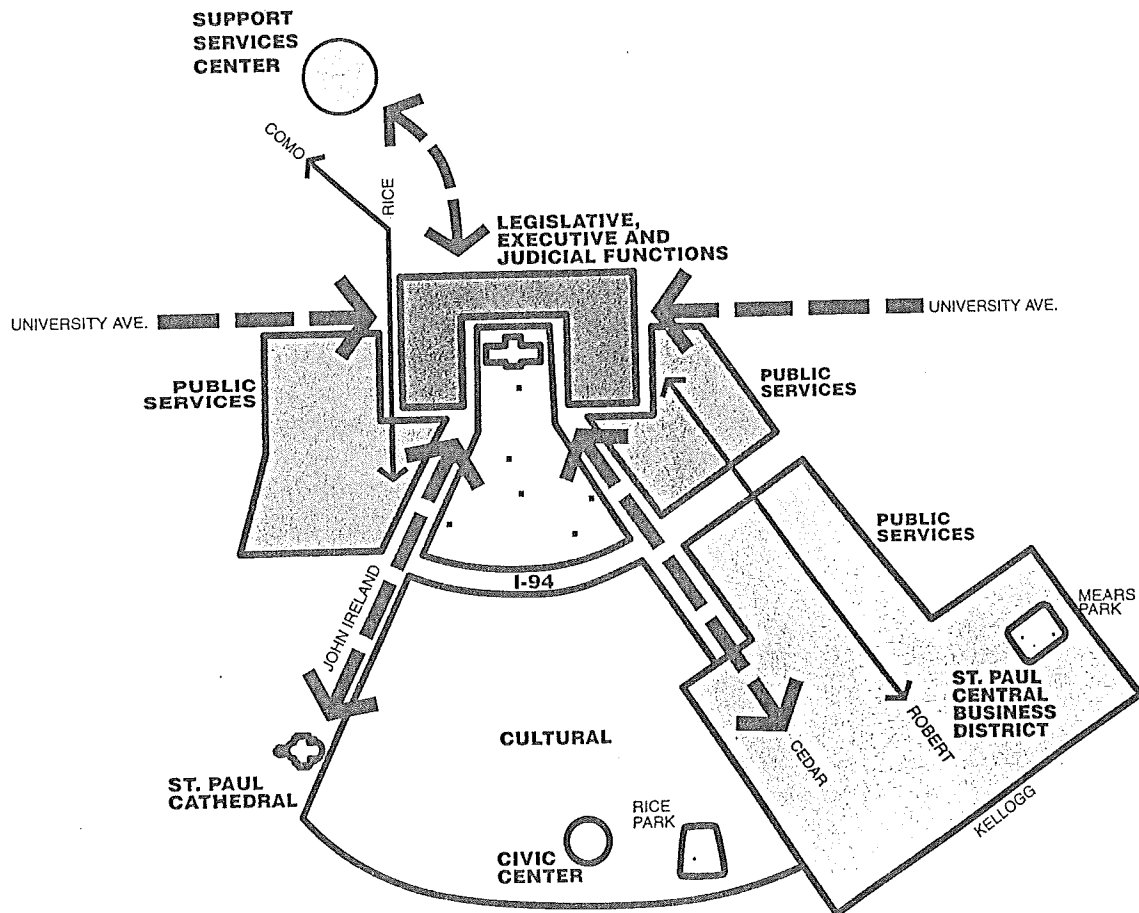 SUPPORT
SERVICES
CENTER
COMO
RICE
LEGISLATIVE,
EXECUTIVE AND
JUDICIAL FUNCTIONS
UNIVERSITY AVE.
UNIVERSITY AVE.
PUBLIC
SERVICES
PUBLIC
SERVICES
PUBLIC
SERVICES
I-94
JOHN IRELAND
MEARS
PARK
ST. PAUL
CENTRAL
BUSINESS
DISTRICT
ROBERT
CEDAR
KELLOGG
CULTURAL
ST. PAUL
CATHEDRAL
RICE
PARK
CIVIC
CENTER